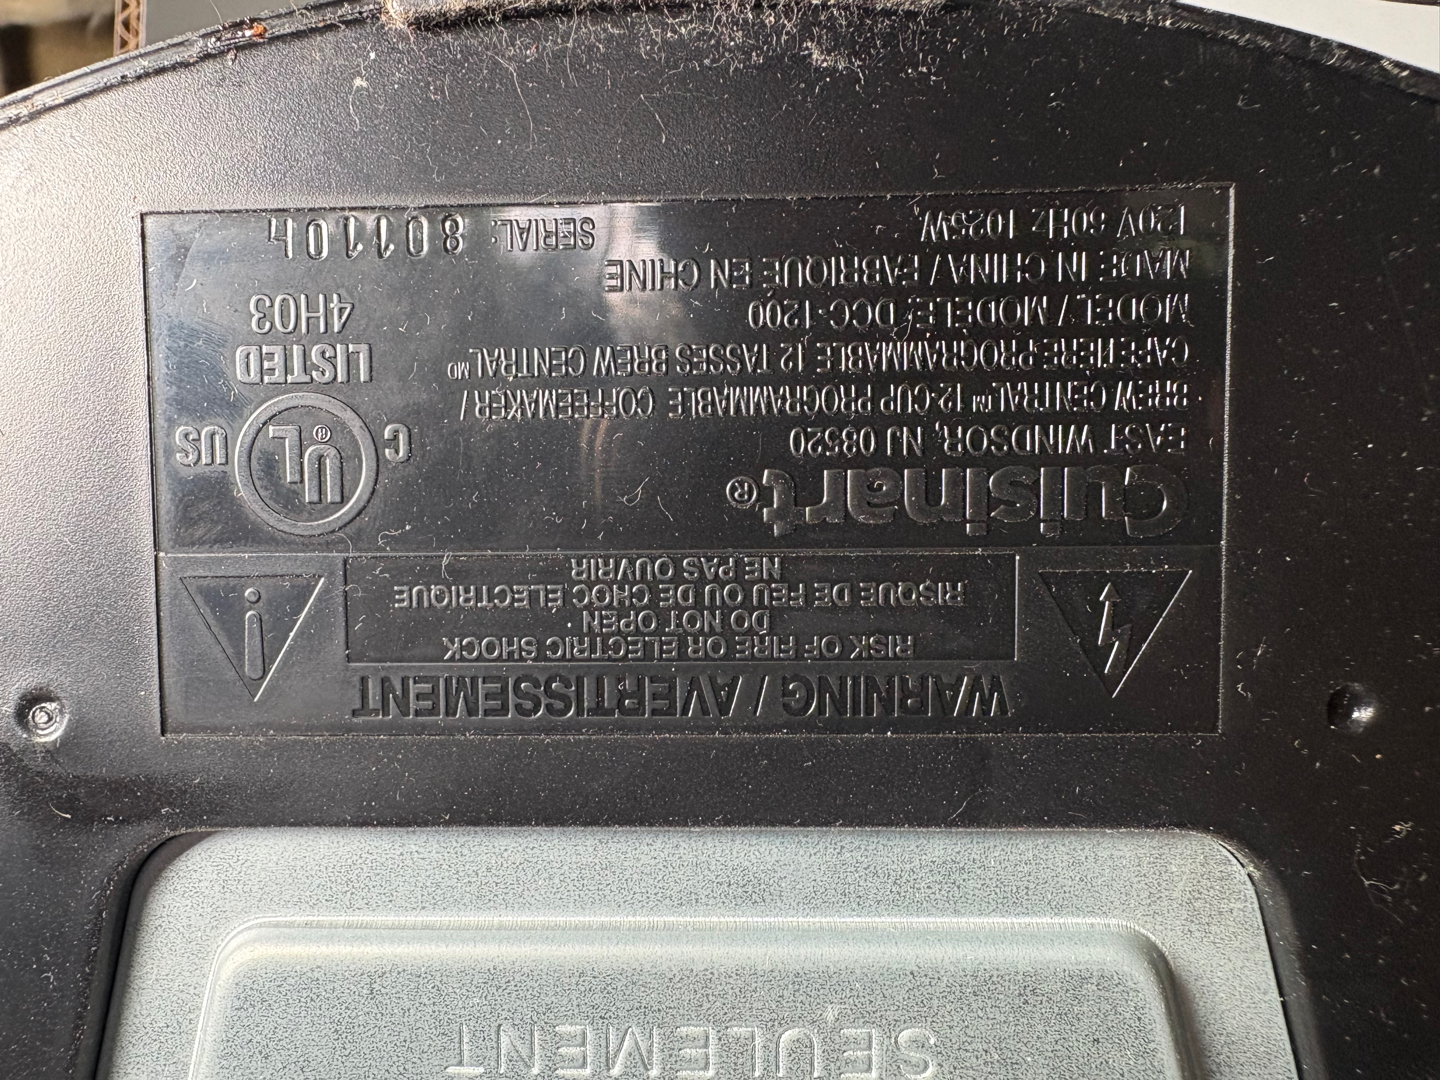 SEULEMENT
WARNING / AVERTISSEMENT
RISK OF FIRE OR ELECTRIC SHOCK
DO NOT OPEN
RISQUE DE FEU OU DE CHOC ÉLECTRIQUE
NE PAS OUVRIR
Cuisinart®
EAST WINDSOR, NJ 08520
BREW CENTRAL™ 12-CUP PROGRAMMABLE COFFEEMAKER /
CAFETIÈRE PROGRAMMABLE 12 TASSES BREW CENTRAL MD
MODEL / MODÈLE: DCC-1200
MADE IN CHINA / FABRIQUE EN CHINE
120V 60Hz 1025W,
SERIAL: 80110h
C UL® US
LISTED
4H03